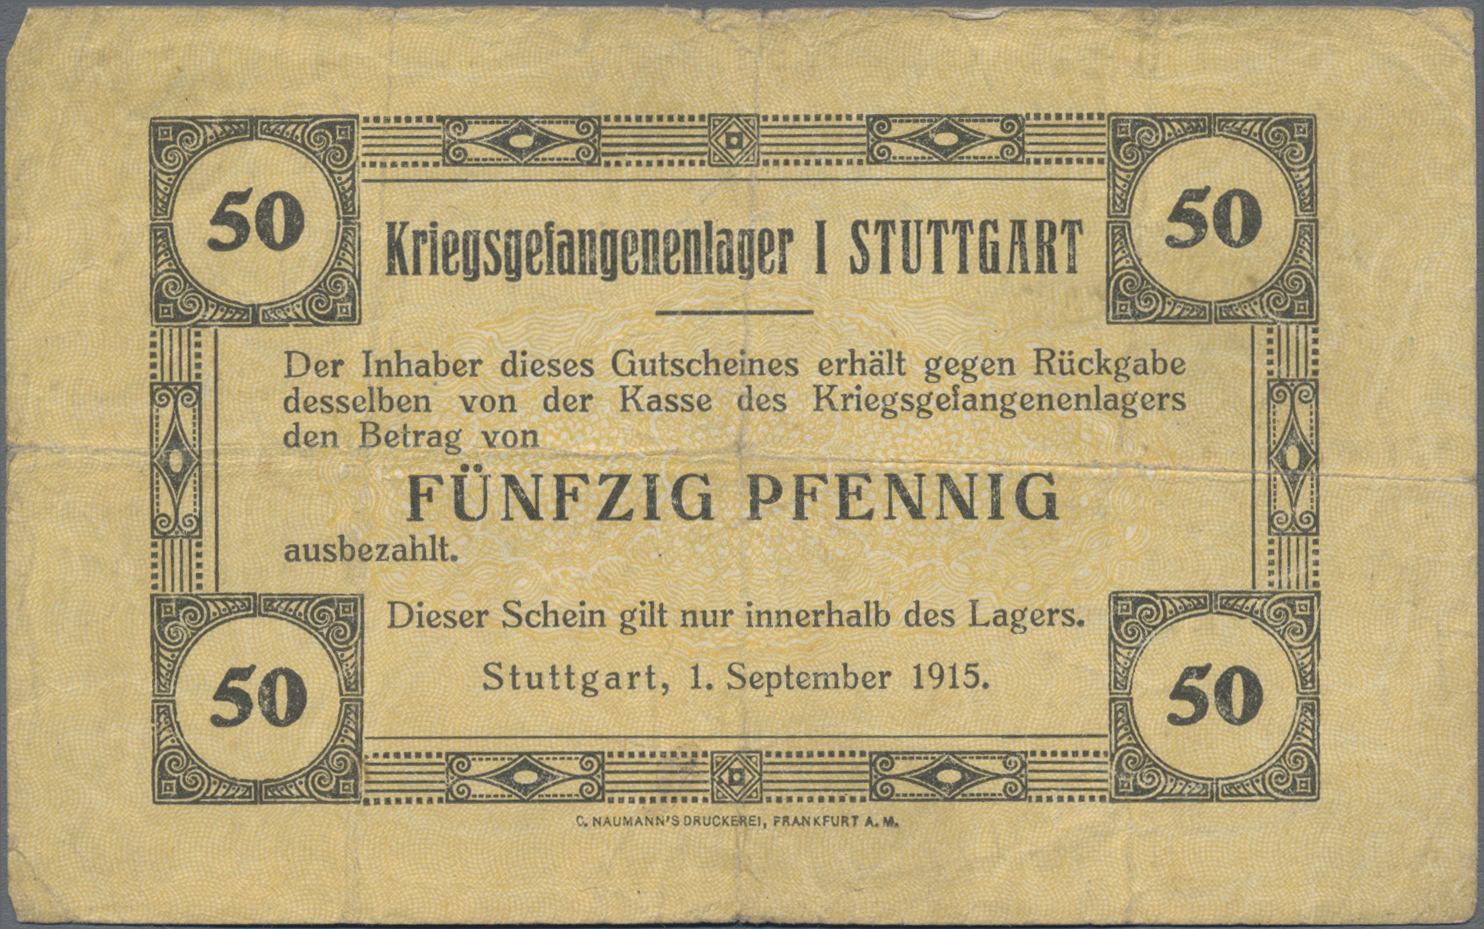 50 50
Kriegsgefangenenlager I STUTTGART
Der Inhaber dieses Gutscheines erhält gegen Rückgabe
desselben von der Kasse des Kriegsgefangenenlagers
den Betrag von
FÜNFZIG PFENNIG
ausbezahlt.
Dieser Schein gilt nur innerhalb des Lagers.
Stuttgart, 1. September 1915.
50 50
C. NAUMANN'S DRUCKEREI, FRANKFURT A. M.